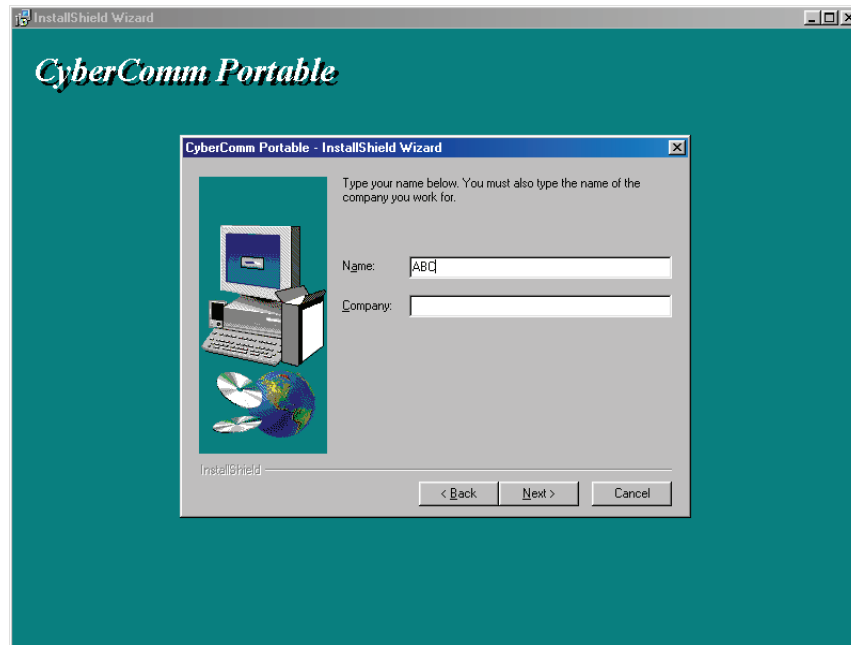 InstallShield Wizard
CyberComm Portable
CyberComm Portable - InstallShield Wizard
Type your name below. You must also type the name of the
company you work for.
Name: ABC
Company:
InstallShield
< Back Next > Cancel